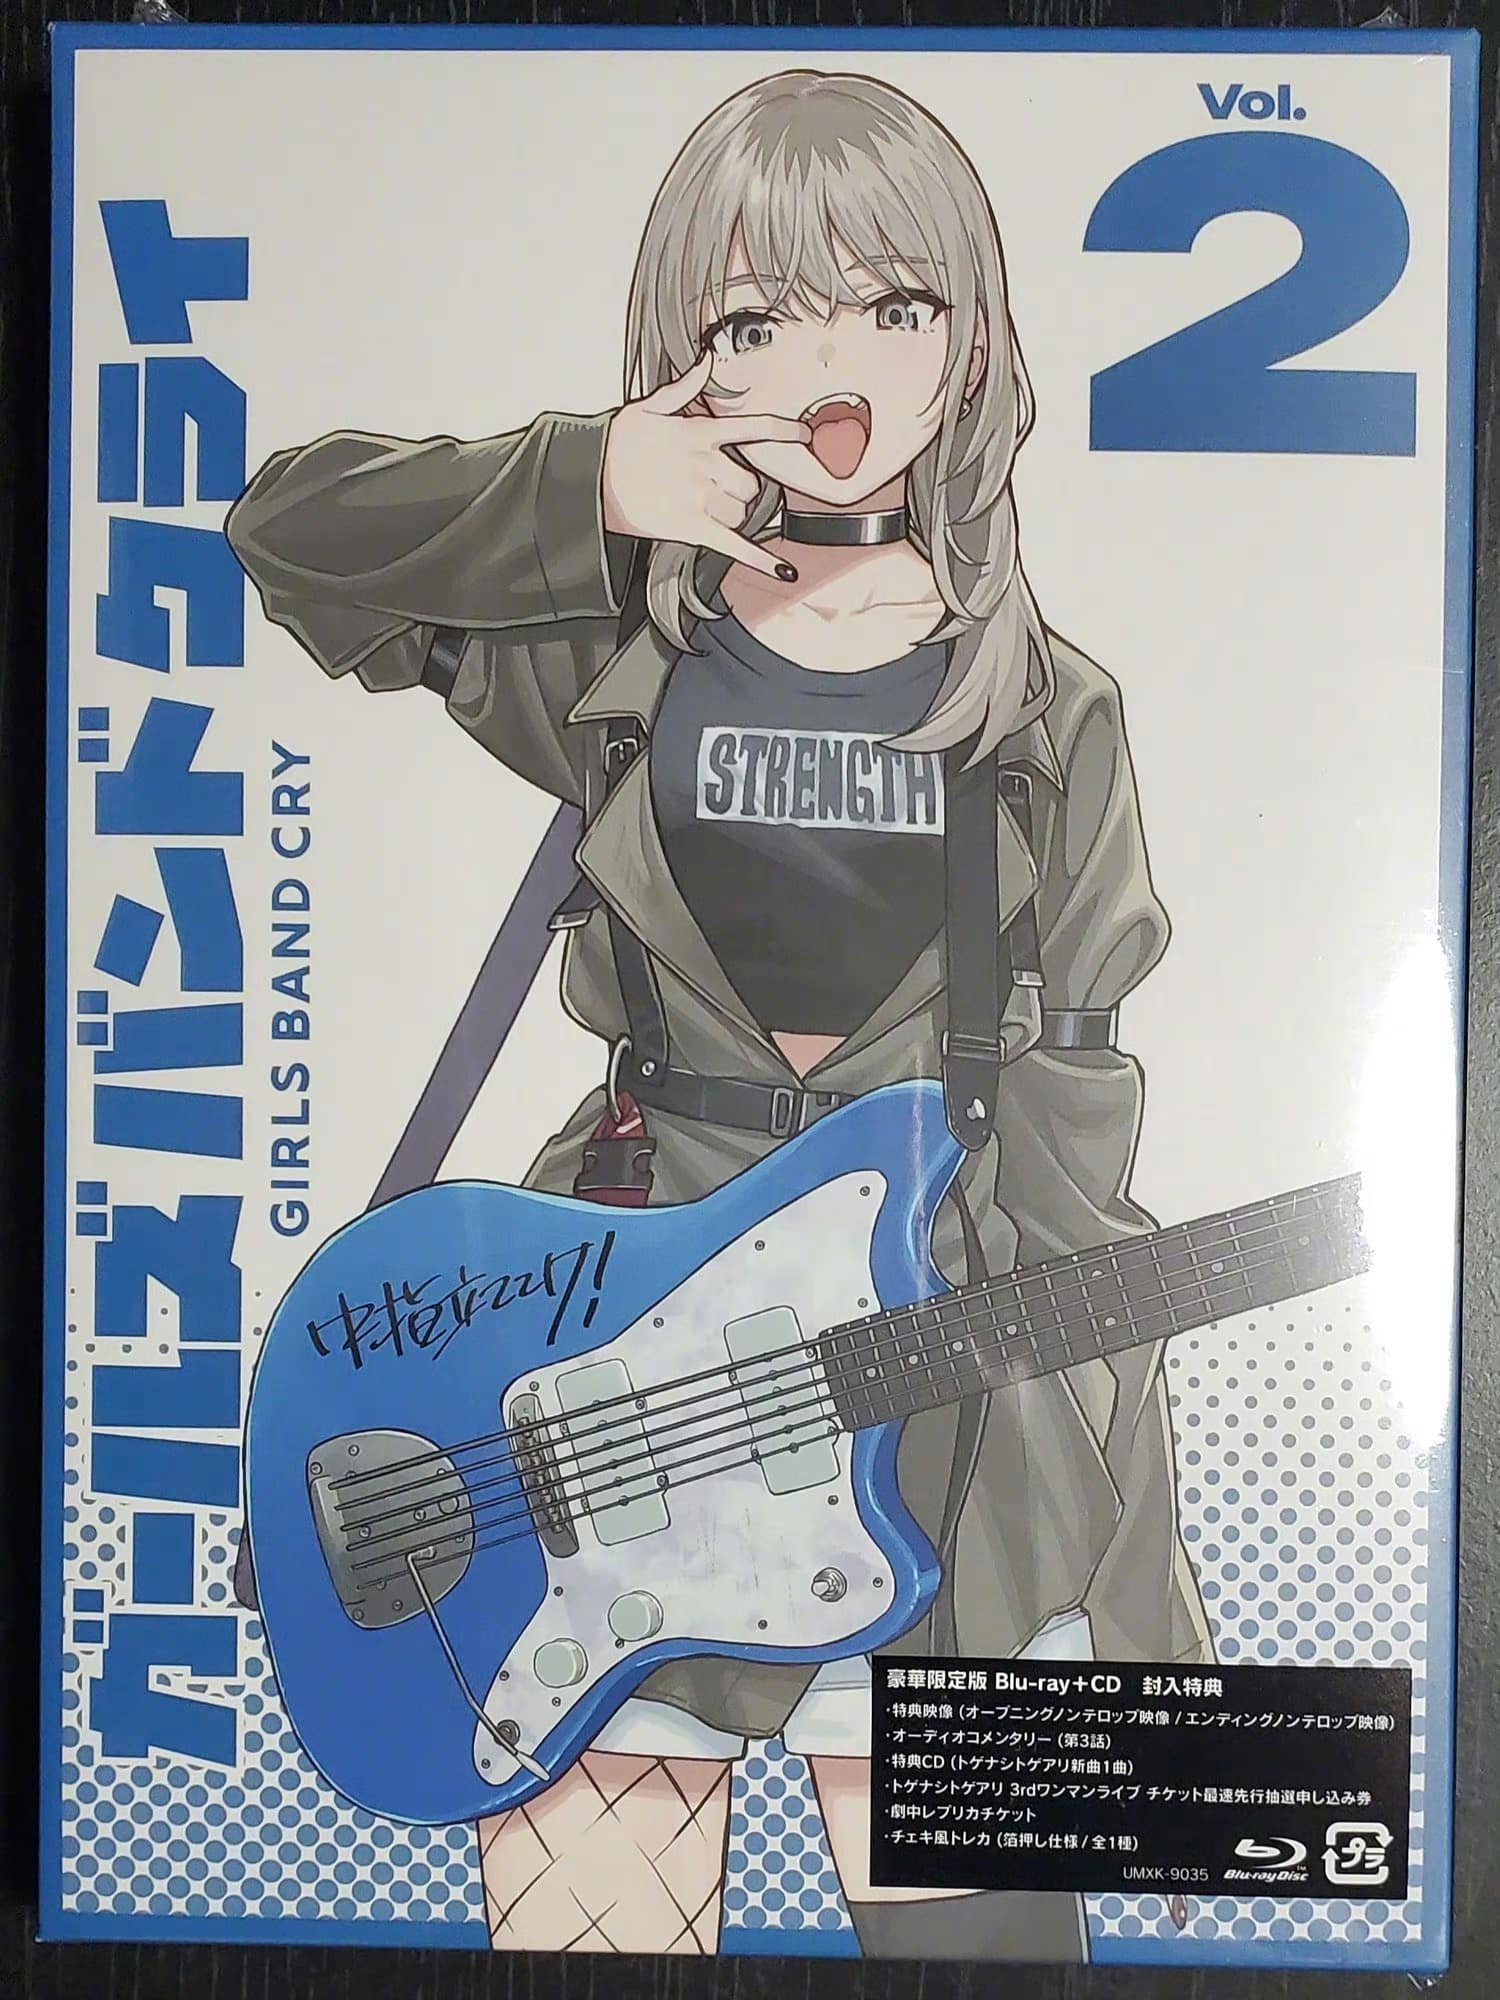 Vol.
2
ガールズバンドクライ
GIRLS BAND CRY
STRENGTH
中指立ててけ!
豪華限定版 Blu-ray+CD 封入特典
・特典映像 (オープニングノンテロップ映像 / エンディングノンテロップ映像)
・オーディオコメンタリー (第3話)
・特典CD (トゲナシトゲアリ新曲1曲)
・トゲナシトゲアリ 3rdワンマンライブ チケット最速先行抽選申し込み券
・劇中レプリカチケット
・チェキ風トレカ (箔押し仕様 / 全1種)
UMXK-9035
Blu-ray Disc
プラ